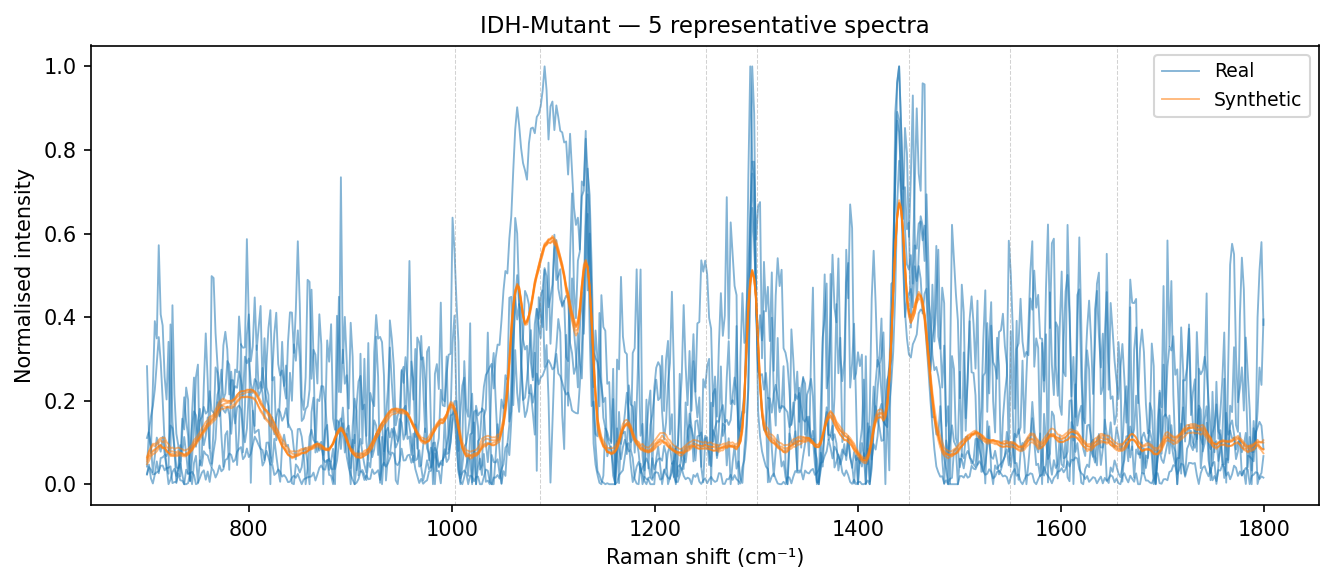 IDH-Mutant — 5 representative spectra
Normalised intensity
1.0
0.8
0.6
0.4
0.2
0.0
Real
Synthetic
800 1000 1200 1400 1600 1800
Raman shift (cm⁻¹)